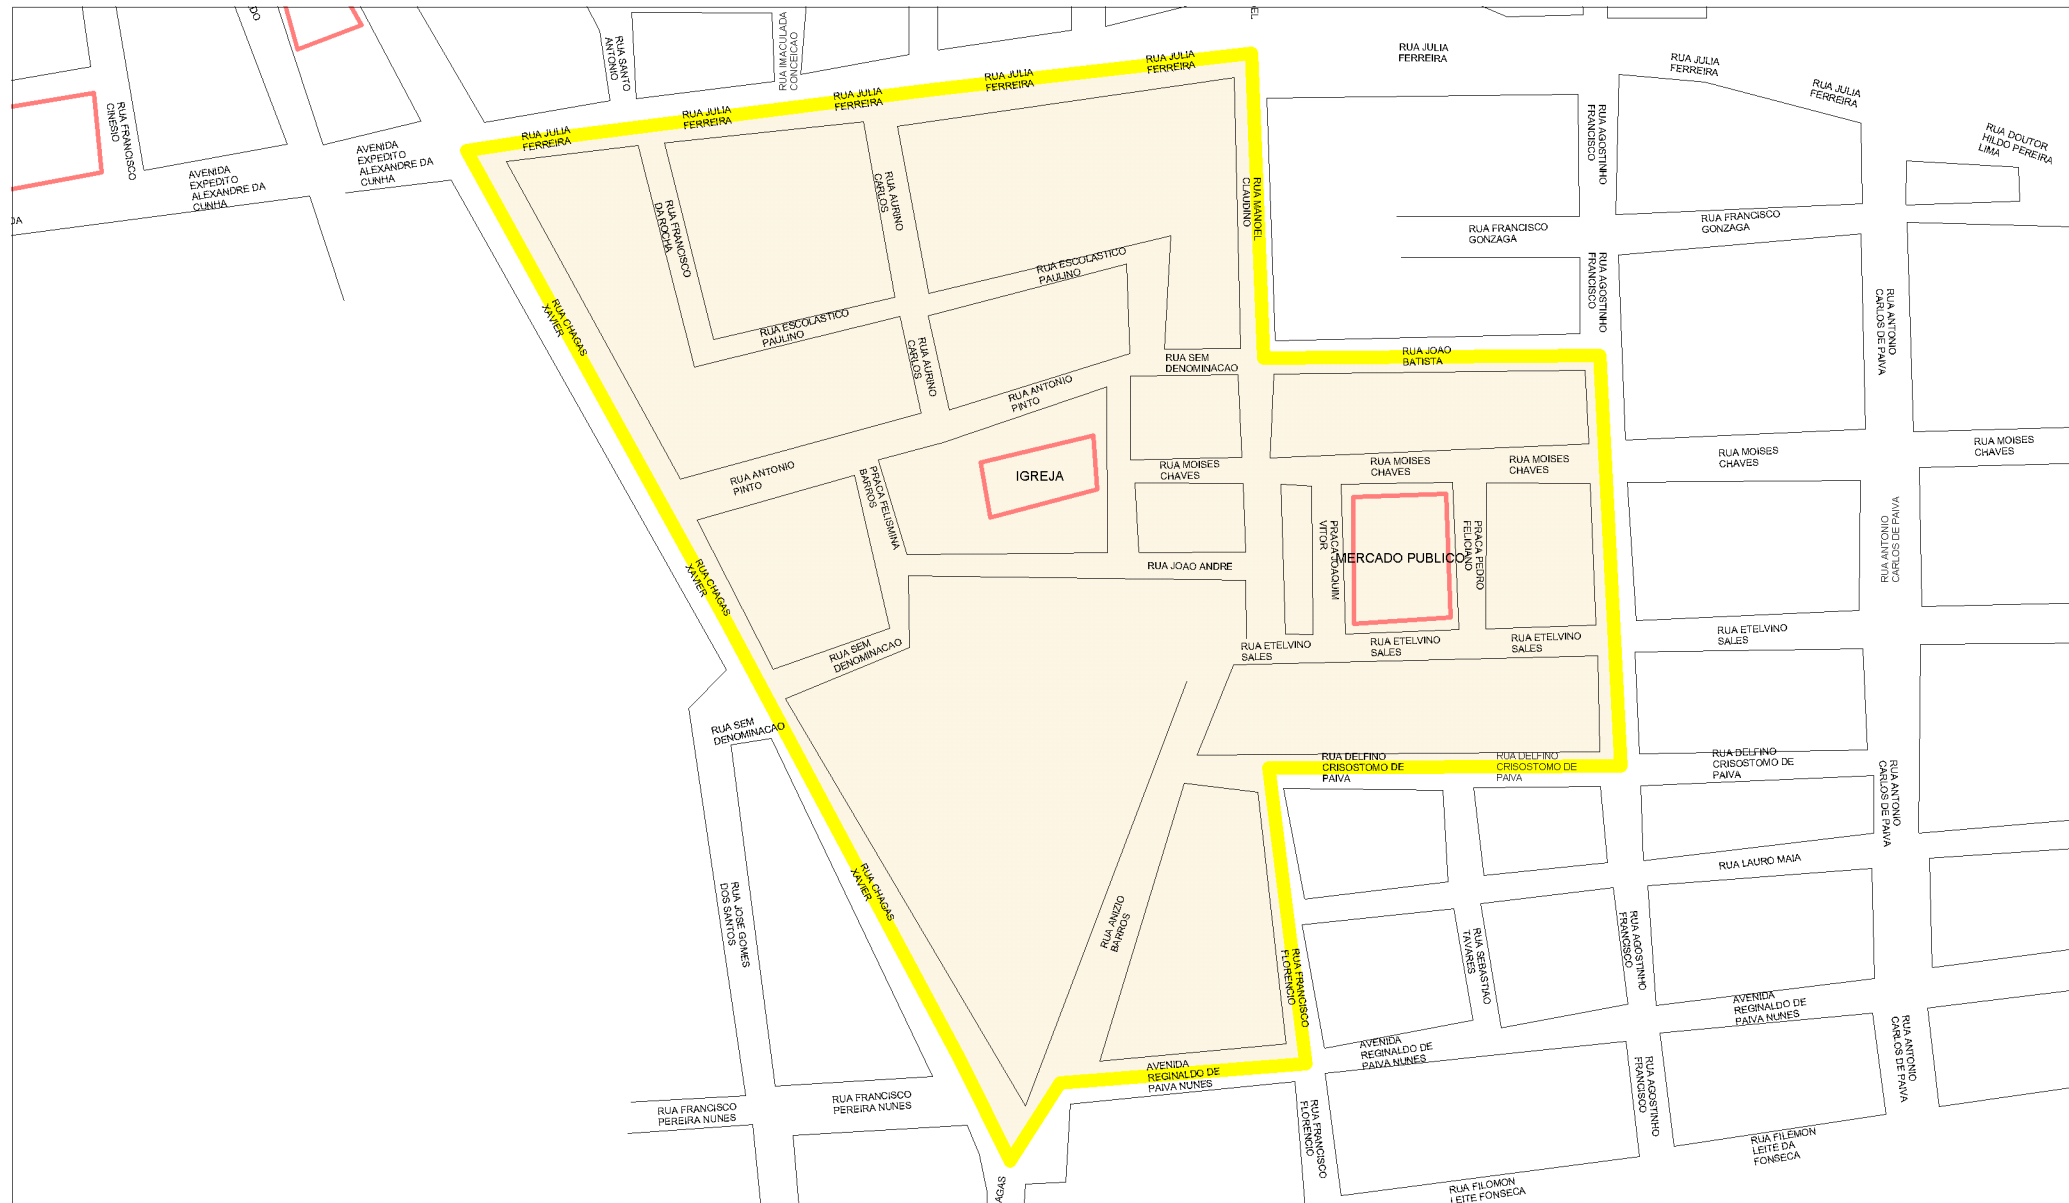 RUA SANTO
ANTONIO
RUA IMACULADA
CONCEICAO
EL
RUA JULIA
FERREIRA
RUA JULIA
FERREIRA
RUA JULIA
FERREIRA
RUA JULIA
FERREIRA
RUA JULIA
FERREIRA
RUA JULIA
FERREIRA
RUA JULIA
FERREIRA
RUA JULIA
FERREIRA
RUA FRANCISCO
CINESIO
AVENIDA
EXPEDITO
ALEXANDRE DA
CUNHA
AVENIDA
EXPEDITO
ALEXANDRE DA
CUNHA
DA
DO
RUA AGOSTINHO
FRANCISCO
RUA DOUTOR
HILDO PEREIRA
LIMA
RUA FRANCISCO
DA ROCHA
RUA AURINO
CARLOS
RUA MANOEL
CLAUDINO
RUA FRANCISCO
GONZAGA
RUA FRANCISCO
GONZAGA
RUA ESCOLASTICO
PAULINO
RUA ESCOLASTICO
PAULINO
RUA AGOSTINHO
FRANCISCO
RUA ANTONIO
CARLOS DE PAIVA
RUA CHAGAS
XAVIER
RUA AURINO
CARLOS
RUA SEM
DENOMINACAO
RUA JOAO
BATISTA
RUA ANTONIO
PINTO
RUA ANTONIO
PINTO
PRACA FELISMINA
BARROS
IGREJA
RUA MOISES
CHAVES
RUA MOISES
CHAVES
RUA MOISES
CHAVES
RUA MOISES
CHAVES
RUA MOISES
CHAVES
PRACA JOAQUIM
VITOR
MERCADO PUBLICO
PRACA PEDRO
FELICIANO
RUA ANTONIO
CARLOS DE PAIVA
RUA JOAO ANDRE
RUA CHAGAS
XAVIER
RUA SEM
DENOMINACAO
RUA ETELVINO
SALES
RUA ETELVINO
SALES
RUA ETELVINO
SALES
RUA ETELVINO
SALES
RUA SEM
DENOMINACAO
RUA DELFINO
CRISOSTOMO DE
PAIVA
RUA DELFINO
CRISOSTOMO DE
PAIVA
RUA DELFINO
CRISOSTOMO DE
PAIVA
RUA ANTONIO
CARLOS DE PAIVA
RUA LAURO MAIA
RUA JOSE GOMES
DOS SANTOS
RUA CHAGAS
XAVIER
RUA ANIZIO
BARROS
RUA FRANCISCO
FLORENCIO
RUA SEBASTIAO
TAVARES
RUA AGOSTINHO
FRANCISCO
AVENIDA
REGINALDO DE
PAIVA NUNES
AVENIDA
REGINALDO DE
PAIVA NUNES
AVENIDA
REGINALDO DE
PAIVA NUNES
RUA ANTONIO
CARLOS DE PAIVA
RUA FRANCISCO
PEREIRA NUNES
RUA FRANCISCO
PEREIRA NUNES
RUA FRANCISCO
FLORENCIO
RUA AGOSTINHO
FRANCISCO
RUA FILEMON
LEITE DA
FONSECA
RUA FILOMON
LEITE FONSECA
AGAS